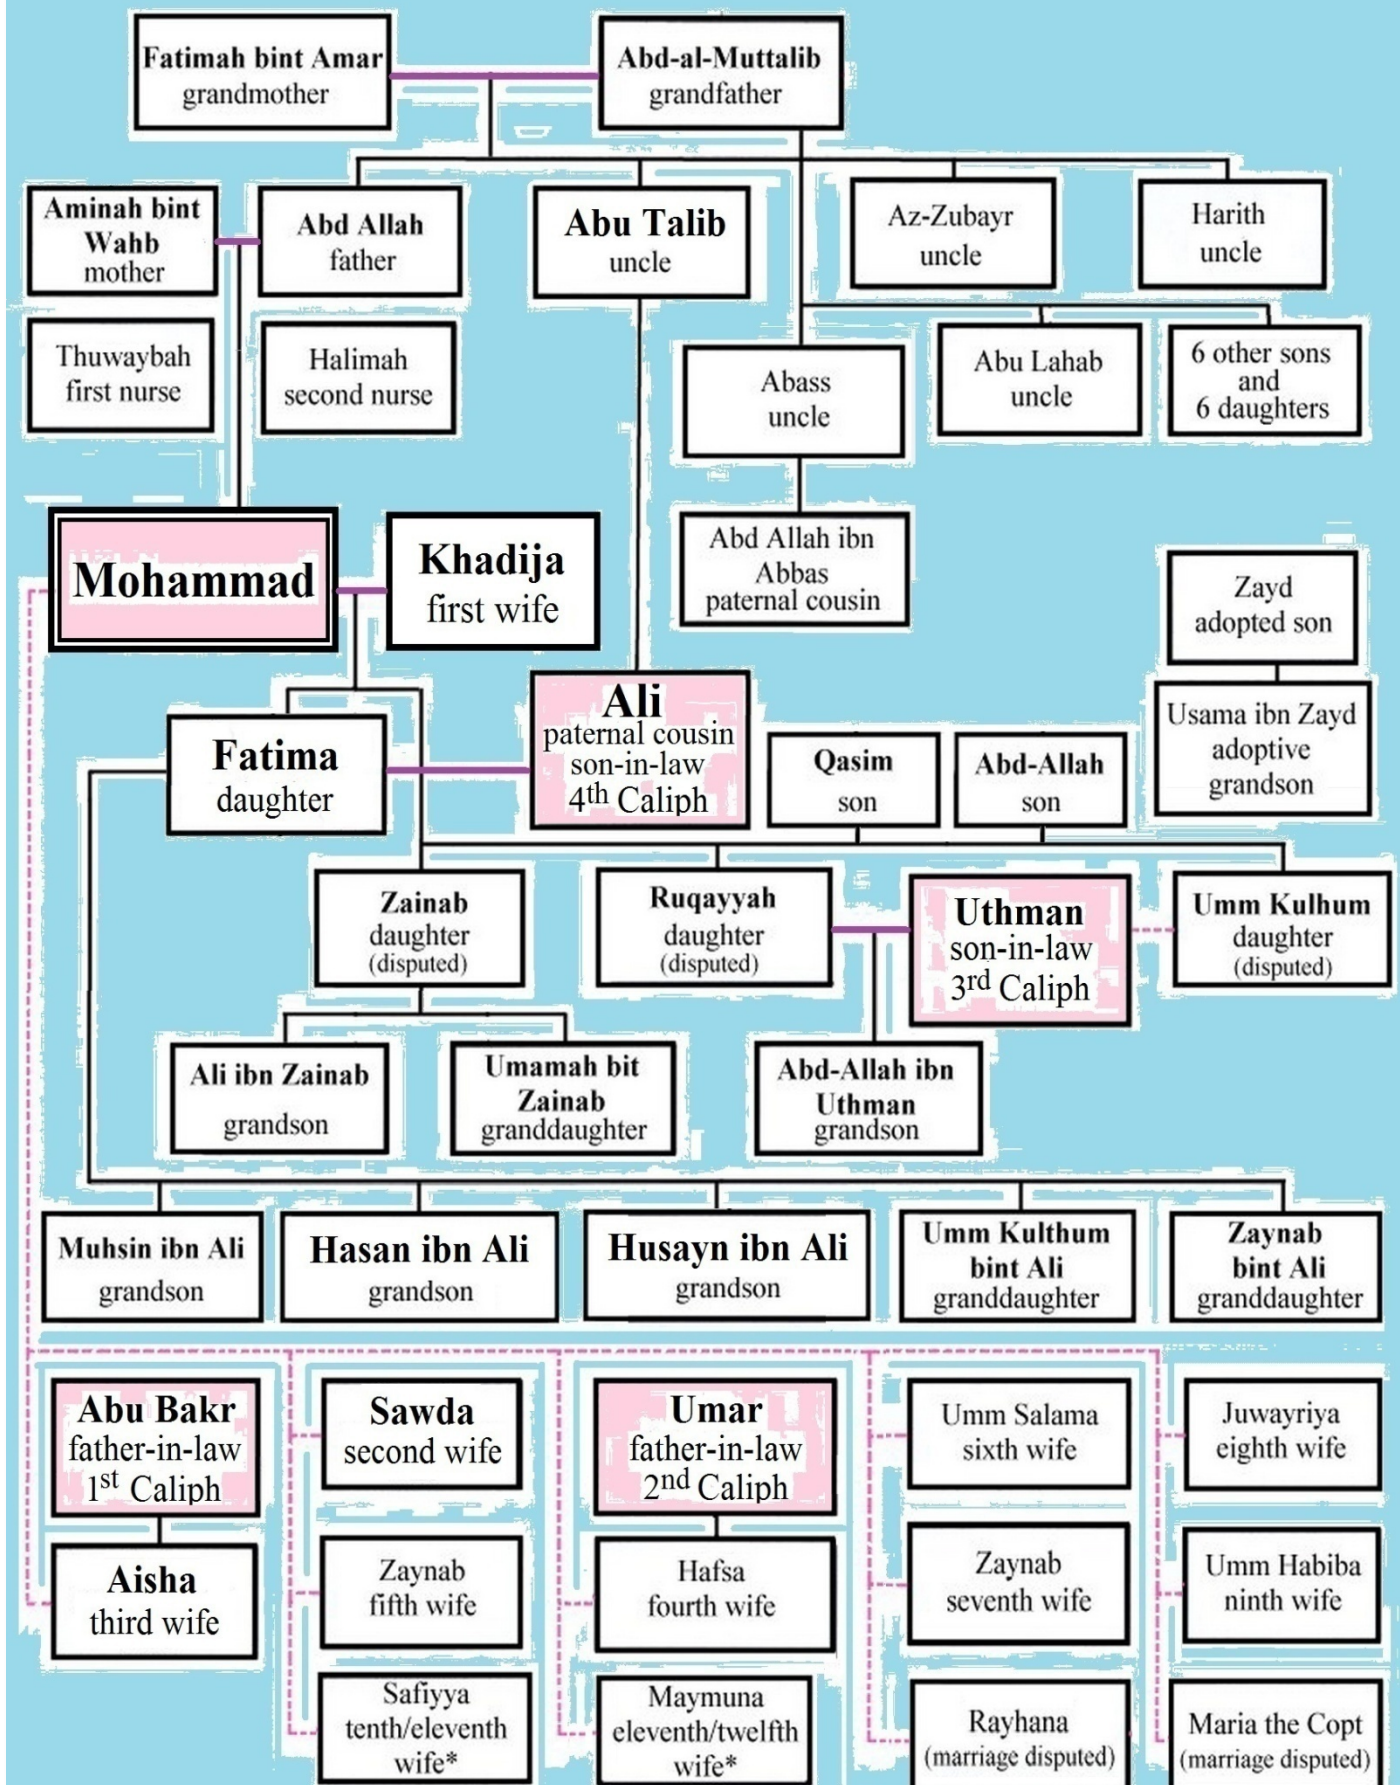 Fatimah bint Amar
grandmother
Abd-al-Muttalib
grandfather
Aminah bint
Wahb
mother
Abd Allah
father
Abu Talib
uncle
Az-Zubayr
uncle
Harith
uncle
Thuwaybah
first nurse
Halimah
second nurse
Abass
uncle
Abu Lahab
uncle
6 other sons
and
6 daughters
Mohammad
Khadija
first wife
Abd Allah ibn
Abbas
paternal cousin
Zayd
adopted son
Usama ibn Zayd
adoptive
grandson
Fatima
daughter
Ali
paternal cousin
son-in-law
4th Caliph
Qasim
son
Abd-Allah
son
Zainab
daughter
(disputed)
Ruqayyah
daughter
(disputed)
Uthman
son-in-law
3rd Caliph
Umm Kulhum
daughter
(disputed)
Ali ibn Zainab
grandson
Umamah bit
Zainab
granddaughter
Abd-Allah ibn
Uthman
grandson
Muhsin ibn Ali
grandson
Hasan ibn Ali
grandson
Husayn ibn Ali
grandson
Umm Kulthum
bint Ali
granddaughter
Zaynab
bint Ali
granddaughter
Abu Bakr
father-in-law
1st Caliph
Sawda
second wife
Umar
father-in-law
2nd Caliph
Umm Salama
sixth wife
Juwayriya
eighth wife
Aisha
third wife
Zaynab
fifth wife
Hafsa
fourth wife
Zaynab
seventh wife
Umm Habiba
ninth wife
Safiyya
tenth/eleventh
wife*
Maymuna
eleventh/twelfth
wife*
Rayhana
(marriage disputed)
Maria the Copt
(marriage disputed)